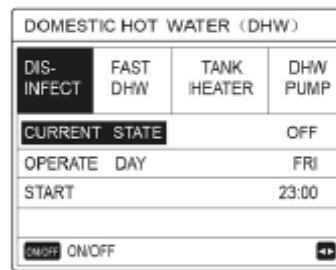 DOMESTIC HOT WATER (DHW)
DIS-INFECT FAST DHW TANK HEATER DHW PUMP
CURRENT STATE OFF
OPERATE DAY FRI
START 23:00
ON/OFF ON/OFF